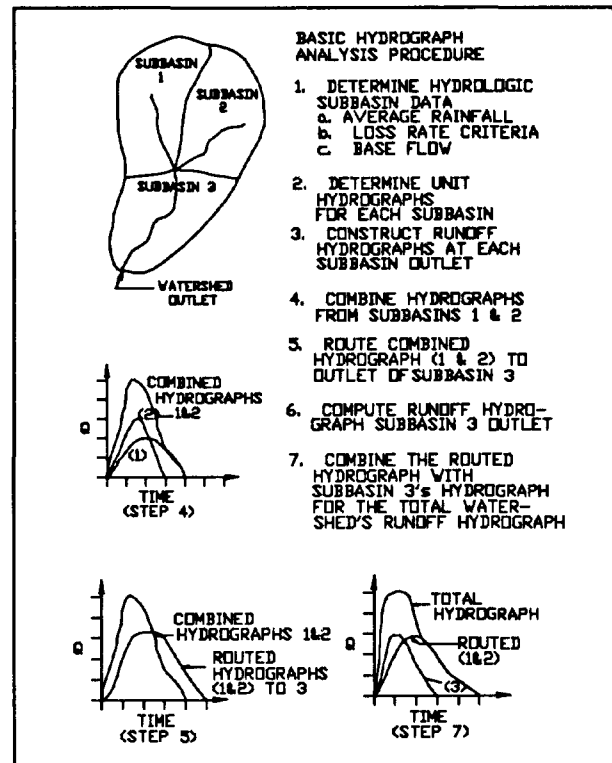 SUBBASIN
1
SUBBASIN
2
SUBBASIN 3
WATERSHED
OUTLET
BASIC HYDROGRAPH
ANALYSIS PROCEDURE
1. DETERMINE HYDROLOGIC
SUBBASIN DATA
a. AVERAGE RAINFALL
b. LOSS RATE CRITERIA
c. BASE FLOW
2. DETERMINE UNIT
HYDROGRAPHS
FOR EACH SUBBASIN
3. CONSTRUCT RUNOFF
HYDROGRAPHS AT EACH
SUBBASIN OUTLET
4. COMBINE HYDROGRAPHS
FROM SUBBASINS 1 & 2
5. ROUTE COMBINED
HYDROGRAPH (1 & 2) TO
OUTLET OF SUBBASIN 3
6. COMPUTE RUNOFF HYDRO-
GRAPH SUBBASIN 3 OUTLET
7. COMBINE THE ROUTED
HYDROGRAPH WITH
SUBBASIN 3's HYDROGRAPH
FOR THE TOTAL WATER-
SHED'S RUNOFF HYDROGRAPH
COMBINED
HYDROGRAPHS
1&2
(2)
(1)
Q
TIME
(STEP 4)
COMBINED
HYDROGRAPHS 1&2
ROUTED
HYDROGRAPHS
(1&2) TO 3
Q
TIME
(STEP 5)
TOTAL
HYDROGRAPH
ROUTED
(1&2)
(3)
Q
TIME
(STEP 7)